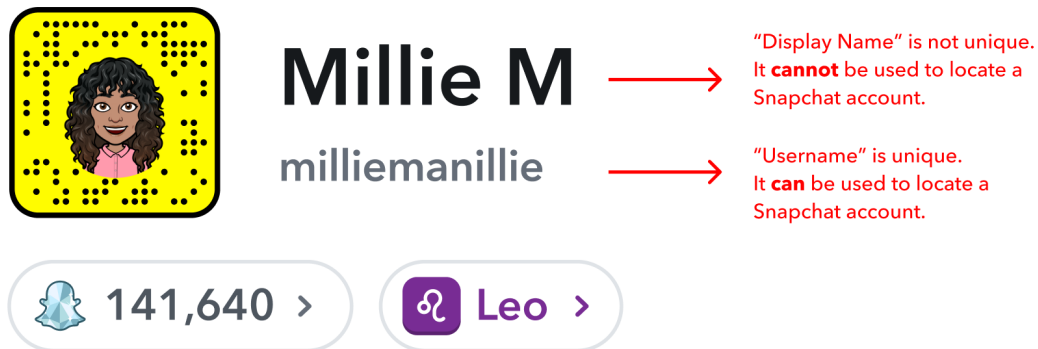 Millie M
milliemanillie
“Display Name” is not unique.
It cannot be used to locate a
Snapchat account.
“Username” is unique.
It can be used to locate a
Snapchat account.
141,640 >
Leo >